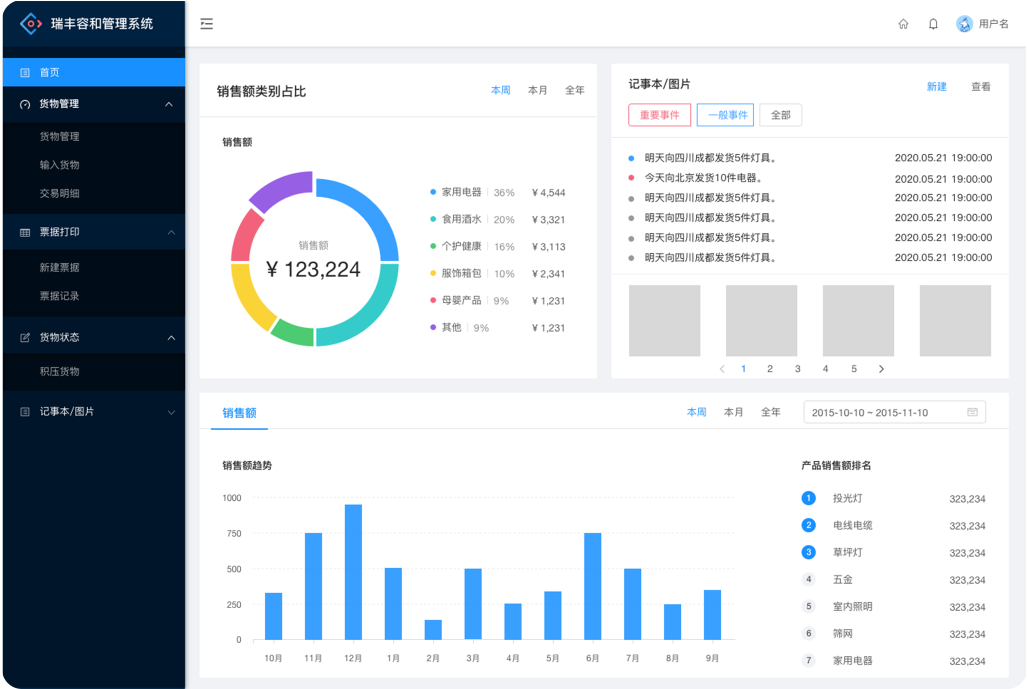 瑞丰容和管理系统
用户名
首页
货物管理
货物管理
输入货物
交易明细
票据打印
新建票据
票据记录
货物状态
积压货物
记事本/图片
销售额类别占比
本周 本月 全年
销售额
销售额
¥ 123,224
家用电器 36% ¥ 4,544
食用酒水 20% ¥ 3,321
个护健康 16% ¥ 3,113
服饰箱包 10% ¥ 2,341
母婴产品 9% ¥ 1,231
其他 9% ¥ 1,231
记事本/图片
新建 查看
重要事件 一般事件 全部
明天向四川成都发货5件灯具。 2020.05.21 19:00:00
今天向北京发货10件电器。 2020.05.21 19:00:00
明天向四川成都发货5件灯具。 2020.05.21 19:00:00
明天向四川成都发货5件灯具。 2020.05.21 19:00:00
明天向四川成都发货5件灯具。 2020.05.21 19:00:00
明天向四川成都发货5件灯具。 2020.05.21 19:00:00
< 1 2 3 4 5 >
销售额
本周 本月 全年
2015-10-10 ~ 2015-11-10
销售额趋势
1000
750
500
250
0
10月 11月 12月 1月 2月 3月 4月 5月 6月 7月 8月 9月
产品销售额排名
1 投光灯 323,234
2 电线电缆 323,234
3 草坪灯 323,234
4 五金 323,234
5 室内照明 323,234
6 筛网 323,234
7 家用电器 323,234